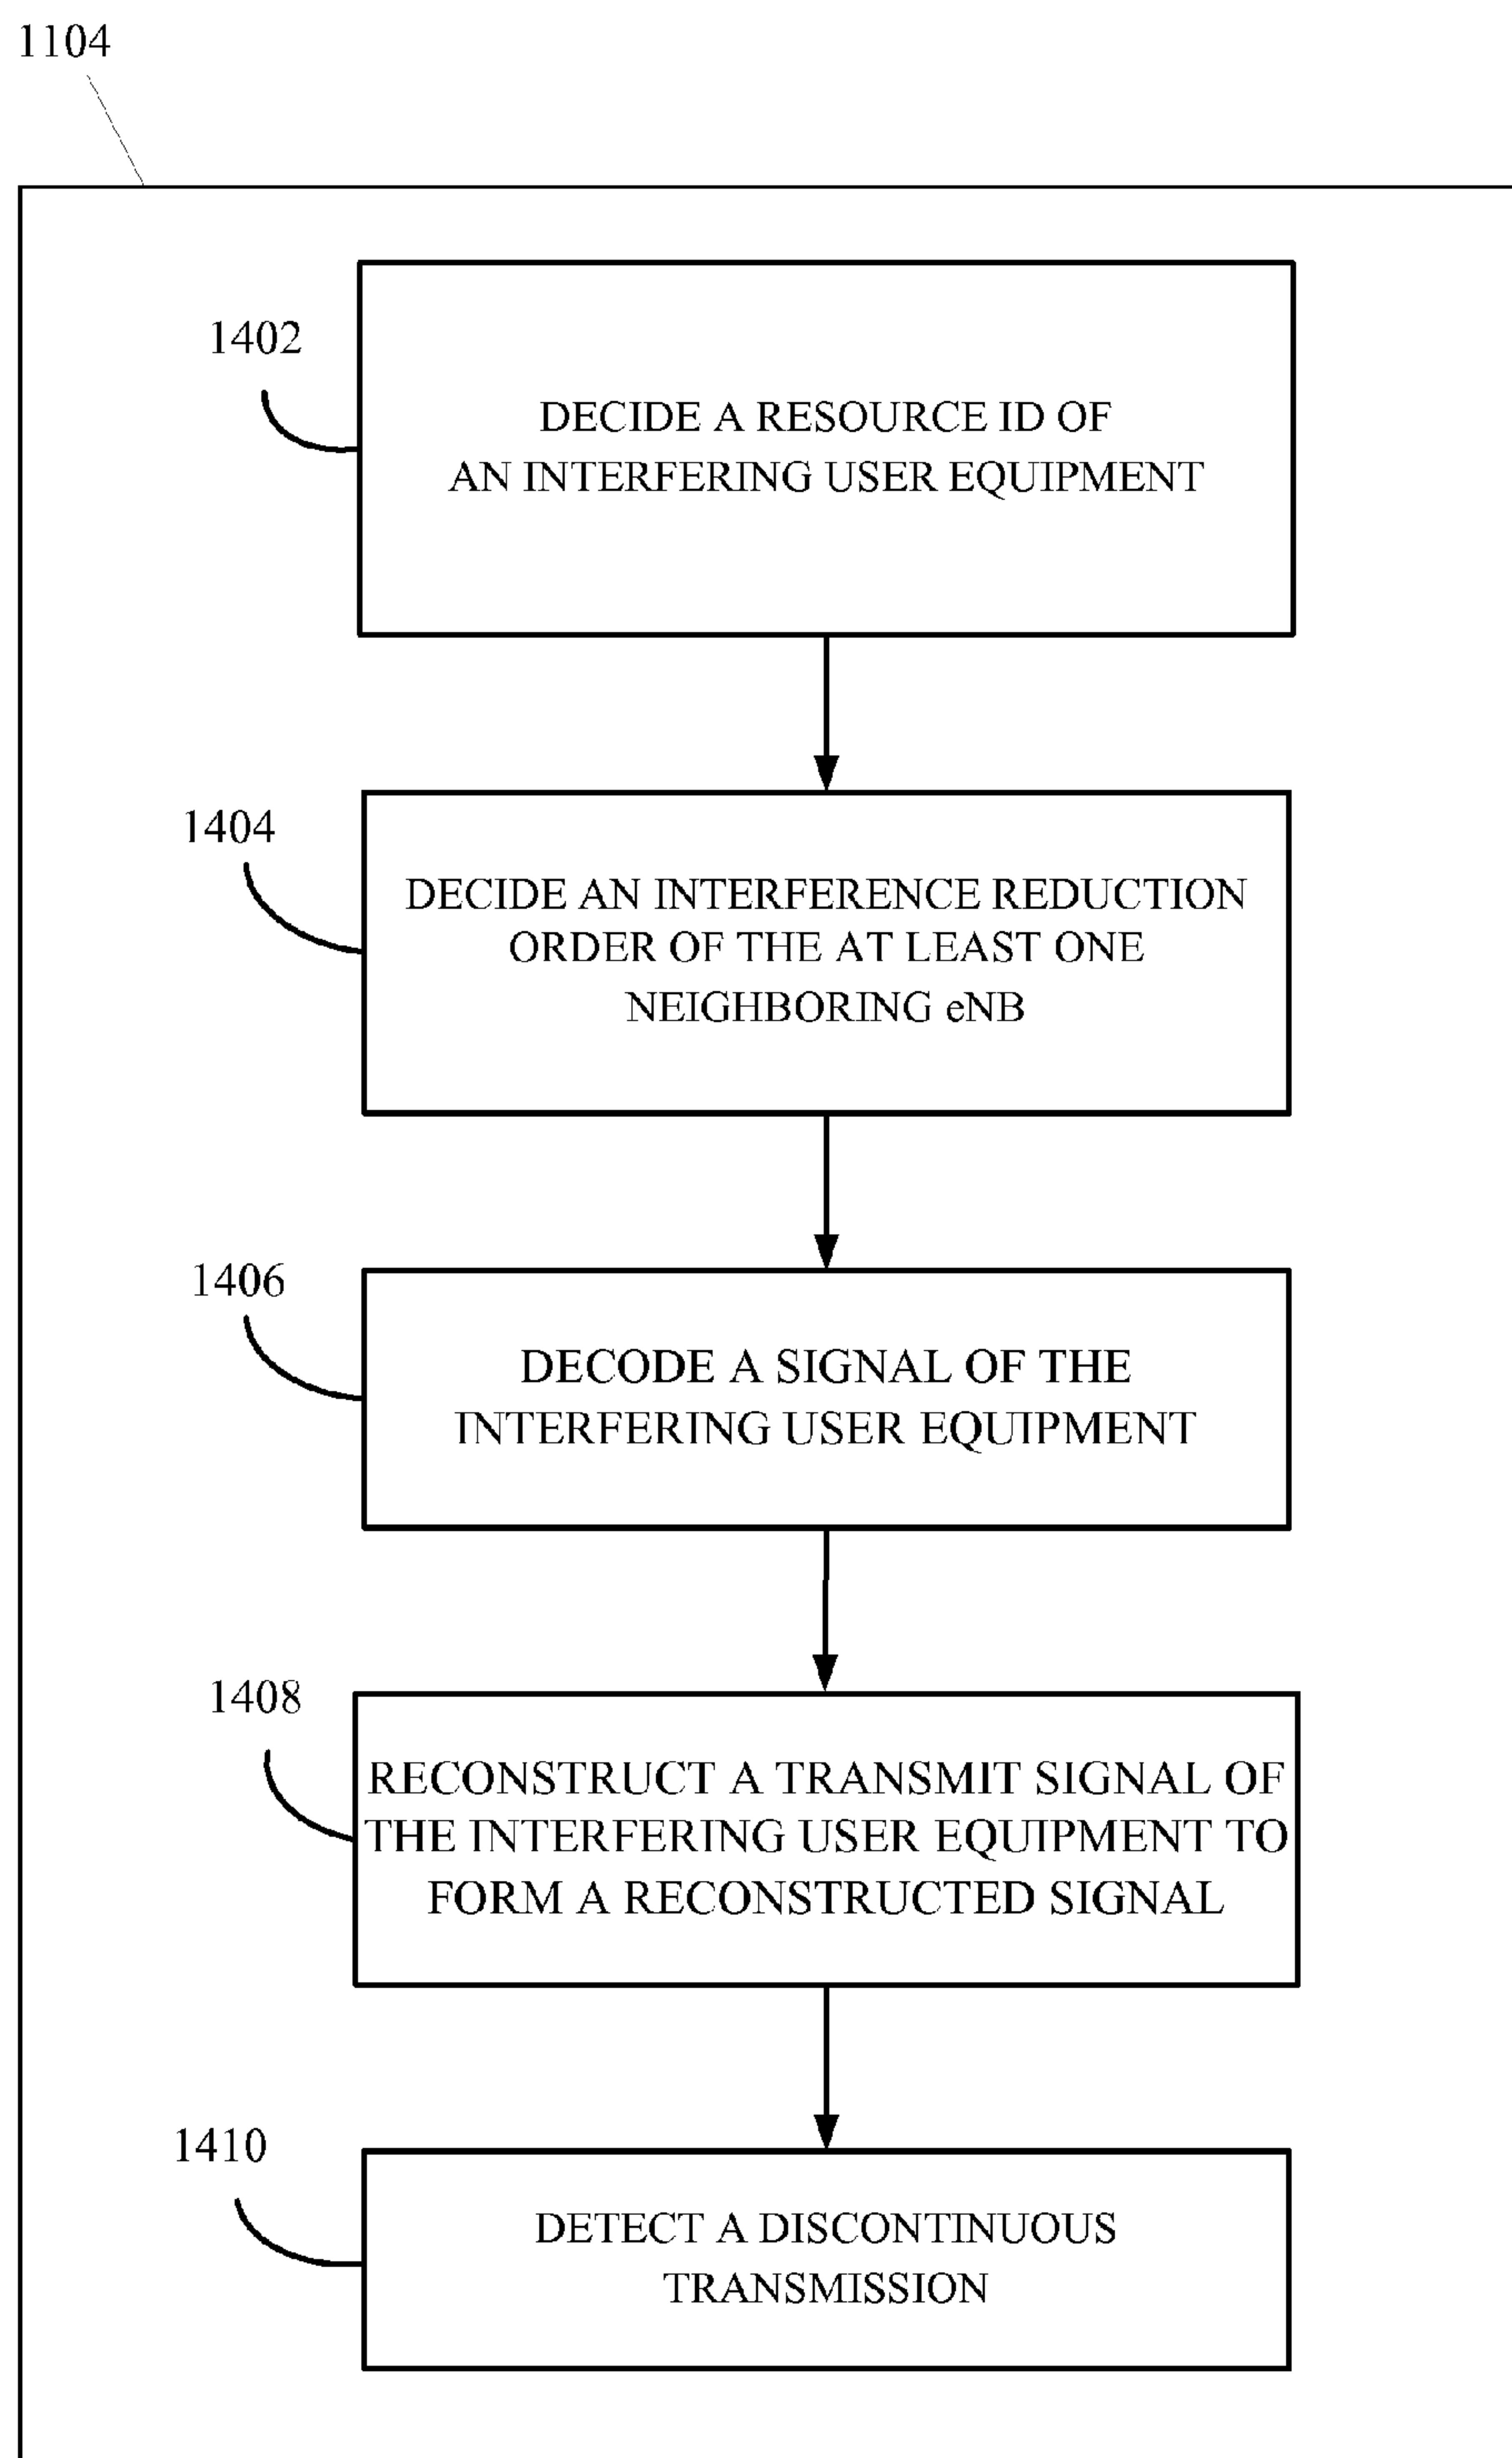 1104
1402
DECIDE A RESOURCE ID OF
AN INTERFERING USER EQUIPMENT
1404
DECIDE AN INTERFERENCE REDUCTION
ORDER OF THE AT LEAST ONE
NEIGHBORING eNB
1406
DECODE A SIGNAL OF THE
INTERFERING USER EQUIPMENT
1408
RECONSTRUCT A TRANSMIT SIGNAL OF
THE INTERFERING USER EQUIPMENT TO
FORM A RECONSTRUCTED SIGNAL
1410
DETECT A DISCONTINUOUS
TRANSMISSION